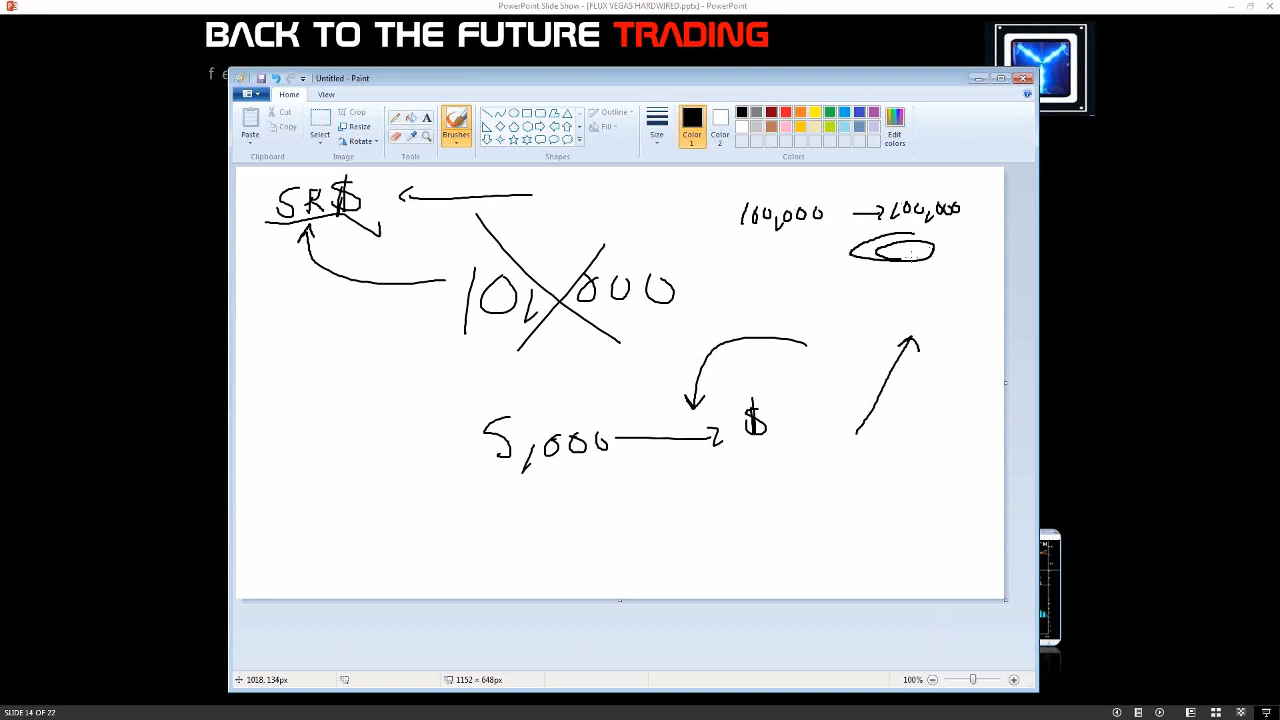 PowerPoint Slide Show - [FLUX VEGAS HARDWIRED.pptx] - PowerPoint
BACK TO THE FUTURE TRADING
f e
Untitled - Paint
Home View
Cut
Copy
Paste
Clipboard
Crop
Resize
Rotate
Select
Image
A
Tools
Brushes
Outline
Fill
Shapes
Size
Color 1
Color 2
Edit colors
Colors
SR$
100,000 → 100,000
10,000
5,000 → $
1018, 134px
1152 × 648px
100%
SLIDE 14 OF 22